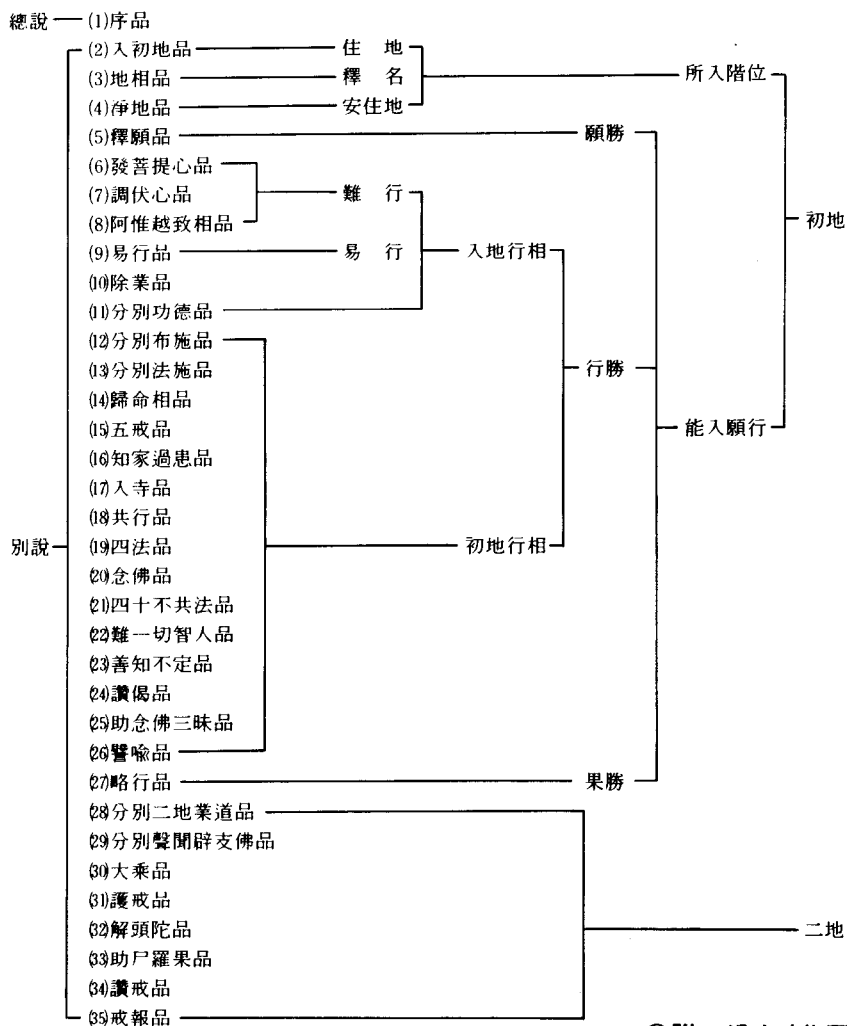 總說 (1)序品
(2)入初地品 住 地
(3)地相品 釋 名 所入階位
(4)淨地品 安住地
(5)釋願品 願勝
(6)發菩提心品
(7)調伏心品 難 行
(8)阿惟越致相品 初地
(9)易行品 易 行 入地行相
(10)除業品
(11)分別功德品
(12)分別布施品
(13)分別法施品 行勝
(14)歸命相品
(15)五戒品 能入願行
(16)知家過患品
(17)入寺品
(18)共行品
別說 (19)四法品 初地行相
(20)念佛品
(21)四十不共法品
(22)難一切智人品
(23)善知不定品
(24)讚偈品
(25)助念佛三昧品
(26)譬喩品
(27)略行品 果勝
(28)分別二地業道品
(29)分別聲聞辟支佛品
(30)大乘品
(31)護戒品
(32)解頭陀品 二地
(33)助尸羅果品
(34)讚戒品
(35)戒報品